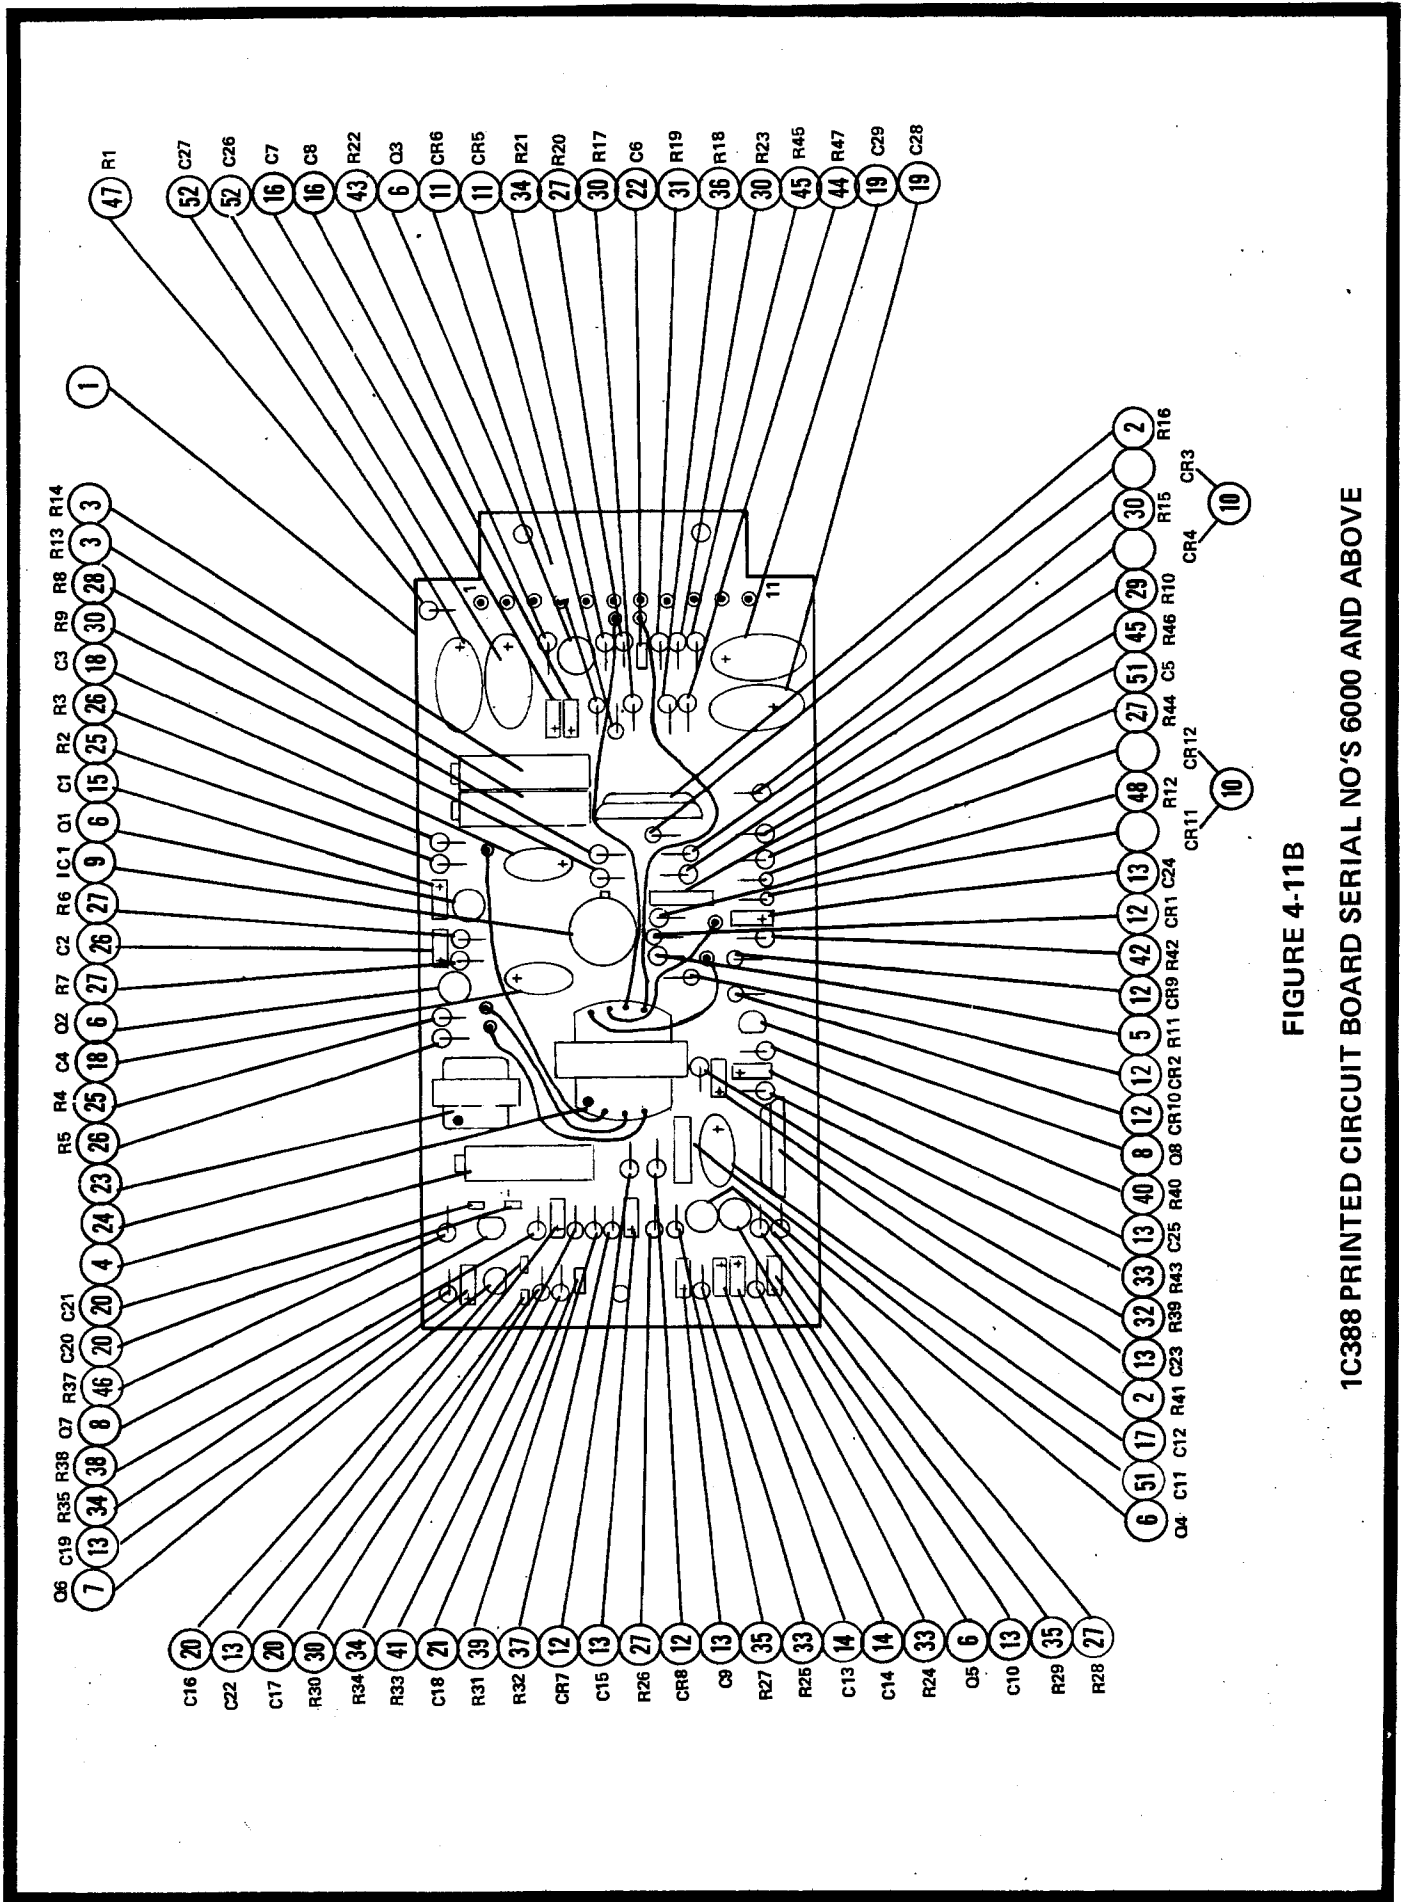 Q6 C19 R35 R38 Q7 R37 C20 C21 R5 R4 C4 Q2 R7 C2 R6 IC1 Q1 C1 R2 R3 C3 R9 R8 R13 R14 R1
7 13 34 38 8 46 20 20 4 24 23 26 25 18 6 27 26 27 9 6 15 25 26 18 30 28 3 3 1 47
C16 20
C22 13
C17 20
R30 30
R34 34
R33 41
C18 21
R31 39
R32 37
CR7 12
C15 13
R26 27
CR8 12
C9 13
R27 35
R25 33
C13 14
C14 14
R24 33
Q5 6
C10 13
R29 35
R28 27
1
11
52 C27
52 C26
16 C7
16 C8
43 R22
6 Q3
11 CR6
11 CR5
34 R21
27 R20
30 R17
22 C6
31 R19
36 R18
30 R23
45 R45
44 R47
19 C29
19 C28
6 51 17 2 13 32 33 13 40 8 12 12 5 12 42 12 13 48 27 51 45 29 30 2
Q4 C11 C12 R41 C23 R39 R43 C25 R40 Q8 CR10 CR2 R11 CR9 R42 CR1 C24 R12 R44 C5 R46 R10 R15 R16
CR11 CR12 CR4 CR3
10 10
FIGURE 4-11B
1C388 PRINTED CIRCUIT BOARD SERIAL NO'S 6000 AND ABOVE